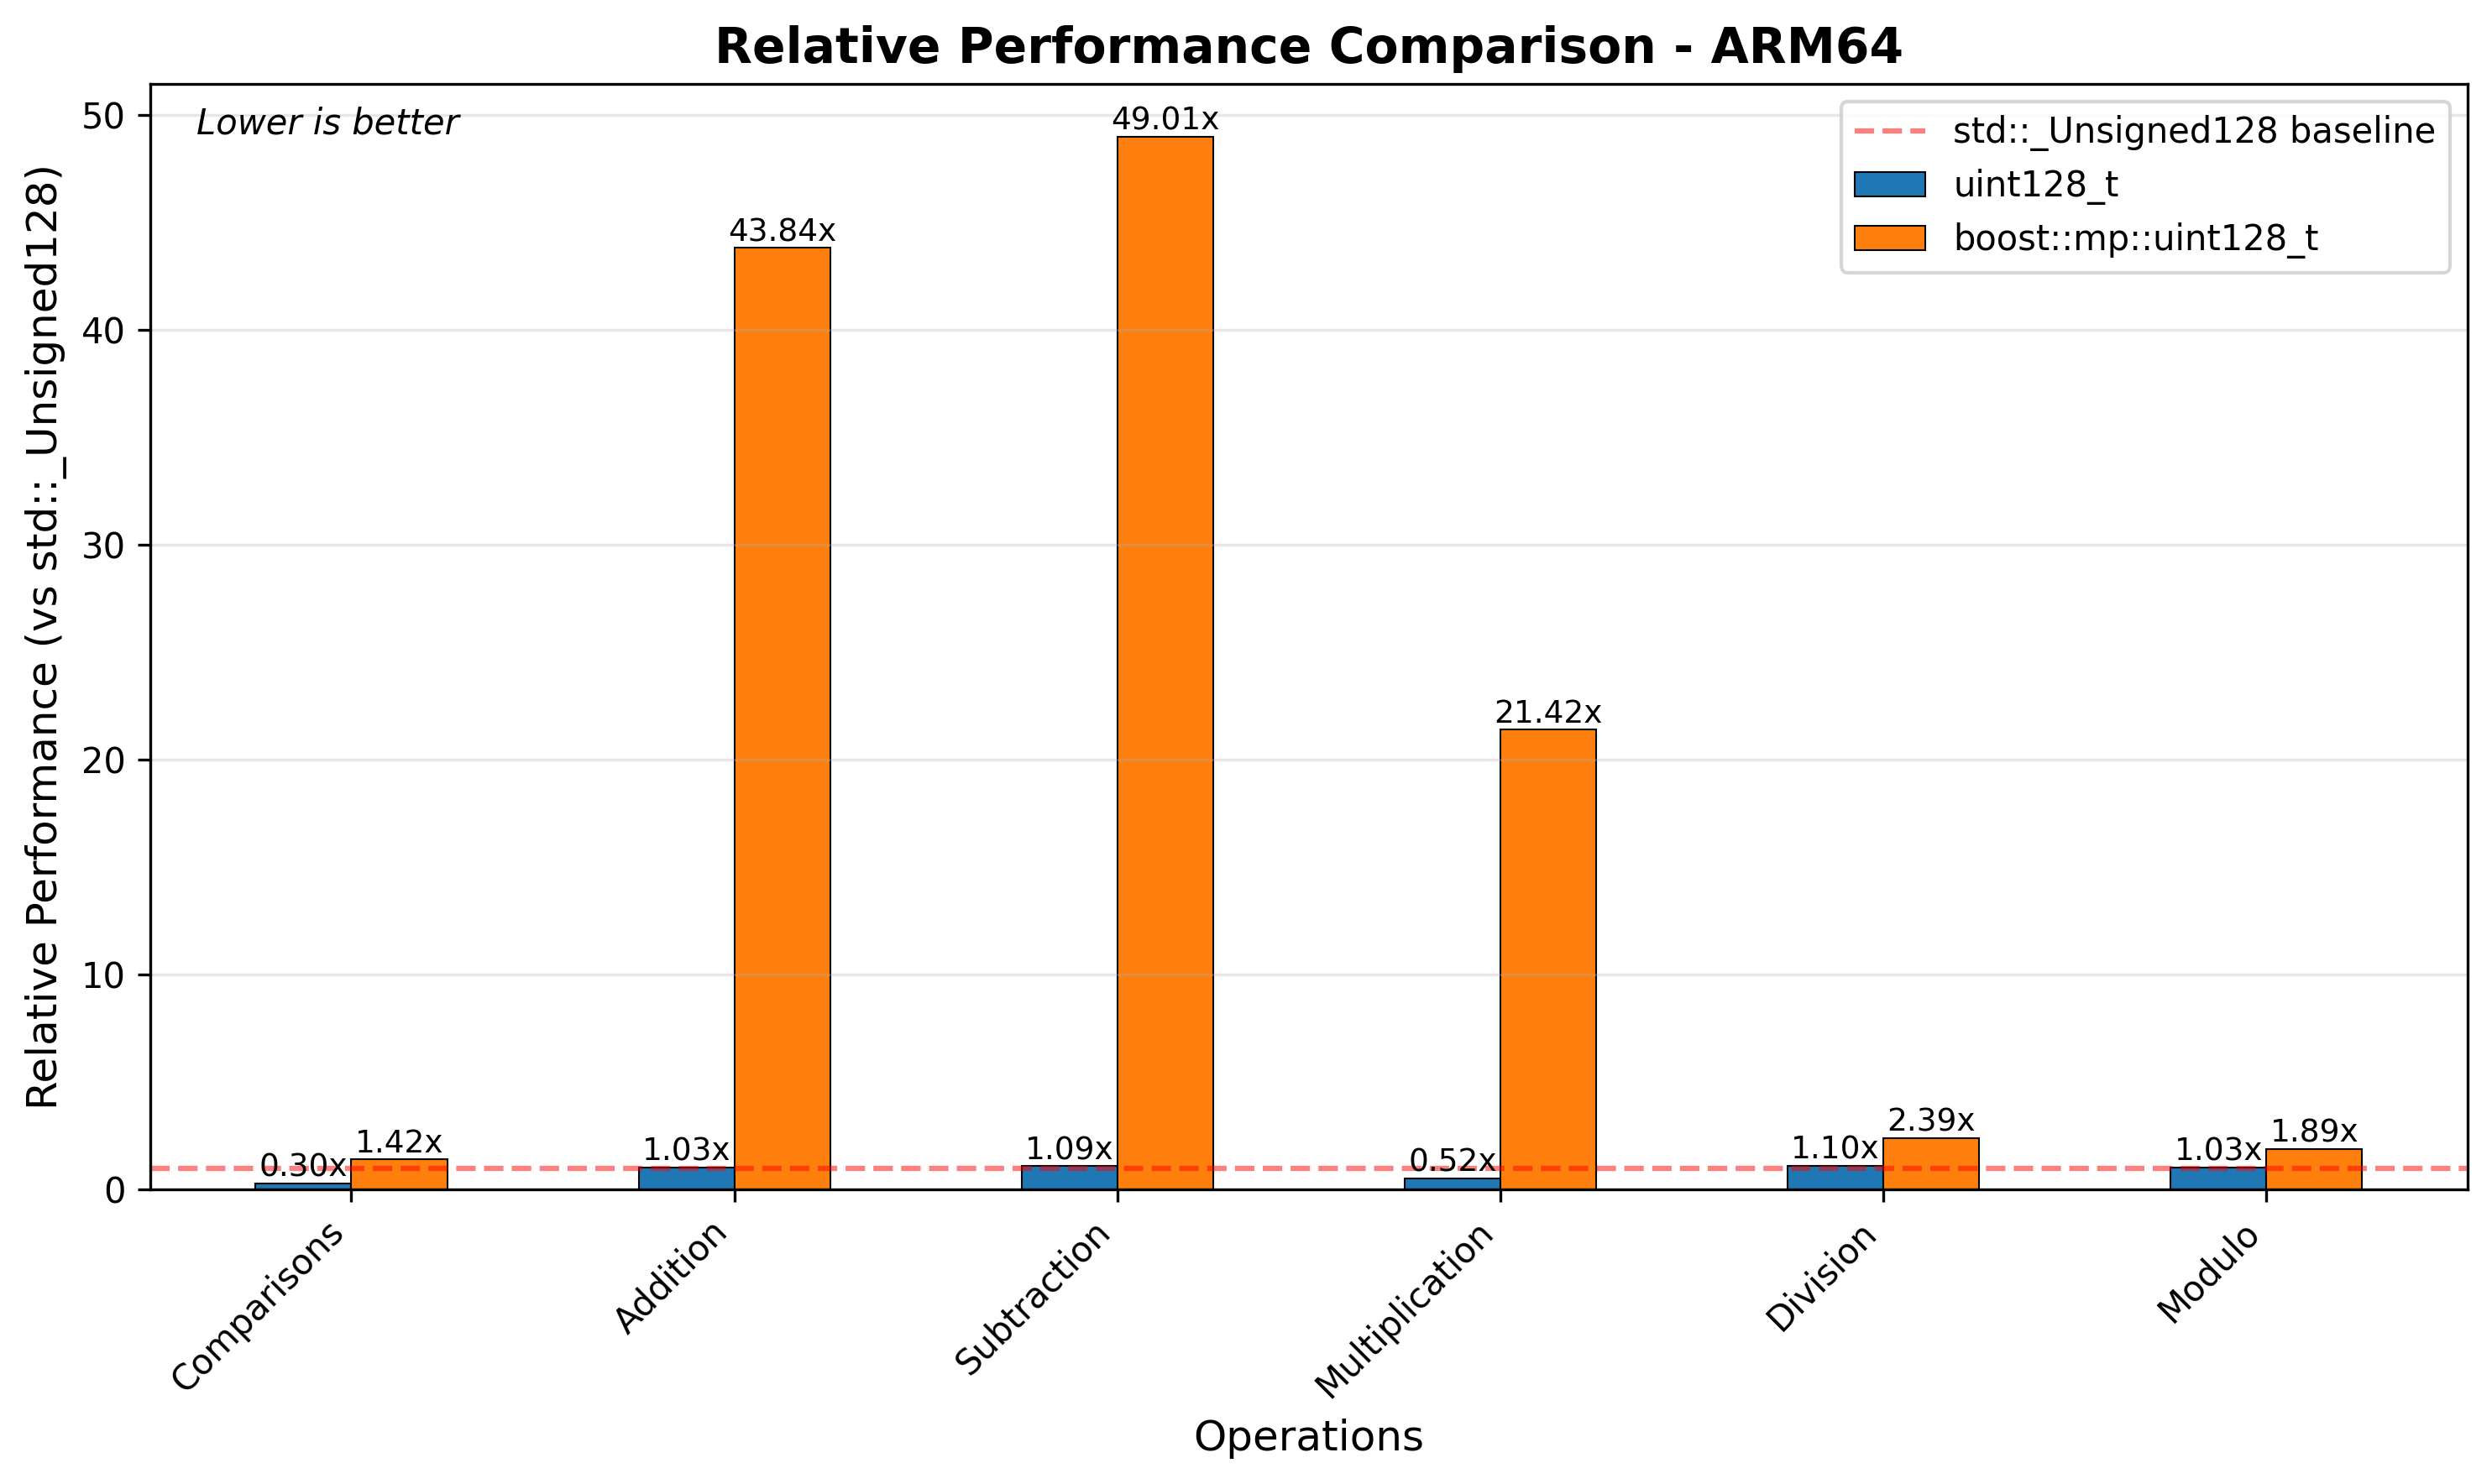 Relative Performance Comparison - ARM64
Lower is better
std::_Unsigned128 baseline
uint128_t
boost::mp::uint128_t
Relative Performance (vs std::_Unsigned128)
50
40
30
20
10
0
0.30x
1.42x
1.03x
43.84x
1.09x
49.01x
0.52x
21.42x
1.10x
2.39x
1.03x
1.89x
Comparisons
Addition
Subtraction
Multiplication
Division
Modulo
Operations